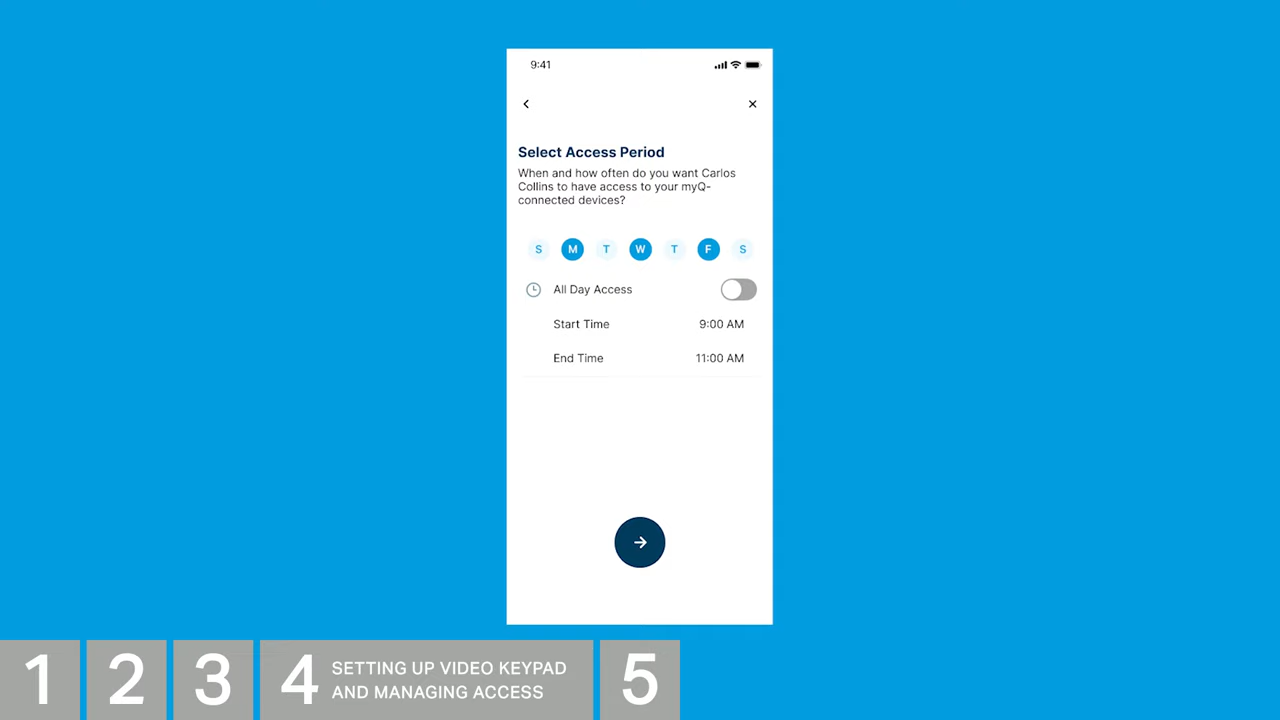 9:41
Select Access Period
When and how often do you want Carlos
Collins to have access to your myQ-
connected devices?
S M T W T F S
All Day Access
Start Time 9:00 AM
End Time 11:00 AM
1 2 3 4 SETTING UP VIDEO KEYPAD
AND MANAGING ACCESS 5